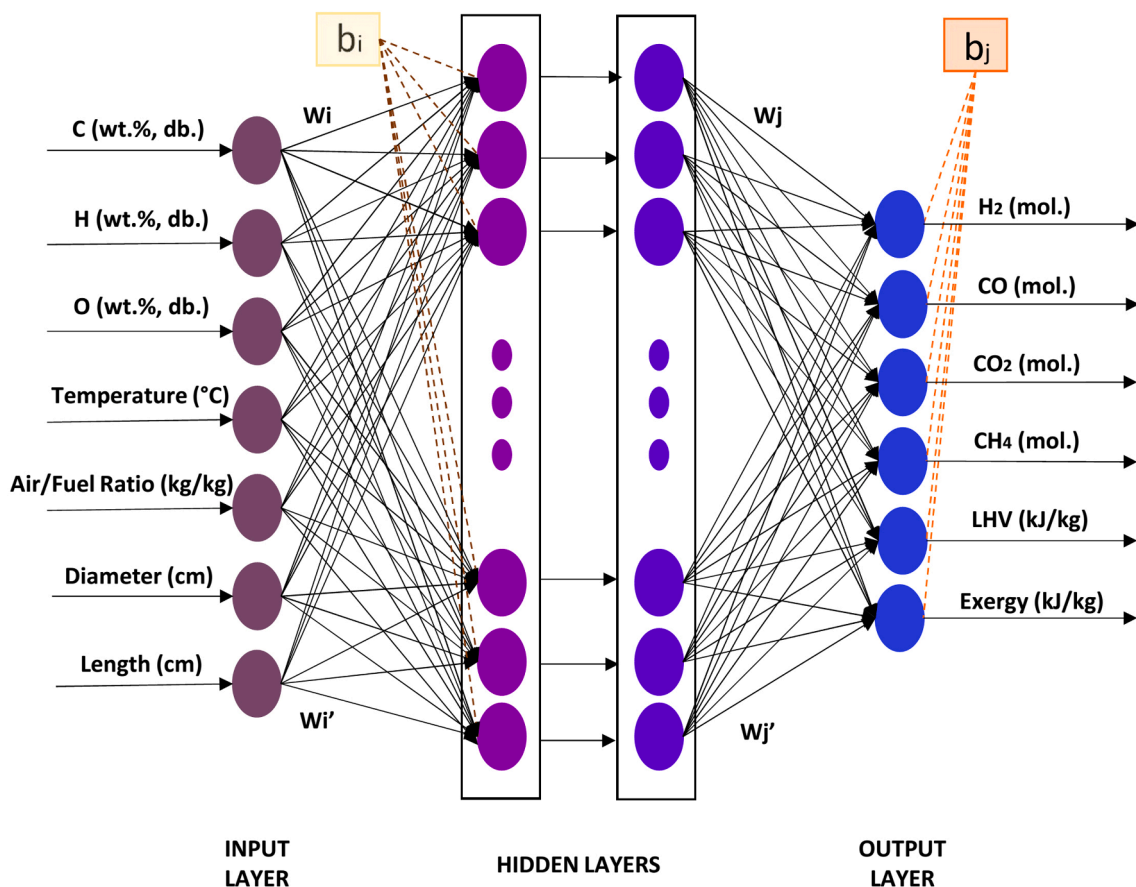 bi
bj
Wi
Wj
C (wt.%, db.)
H (wt.%, db.)
O (wt.%, db.)
Temperature (°C)
Air/Fuel Ratio (kg/kg)
Diameter (cm)
Length (cm)
H2 (mol.)
CO (mol.)
CO2 (mol.)
CH4 (mol.)
LHV (kJ/kg)
Exergy (kJ/kg)
Wi’
Wj’
INPUT
LAYER
HIDDEN LAYERS
OUTPUT
LAYER